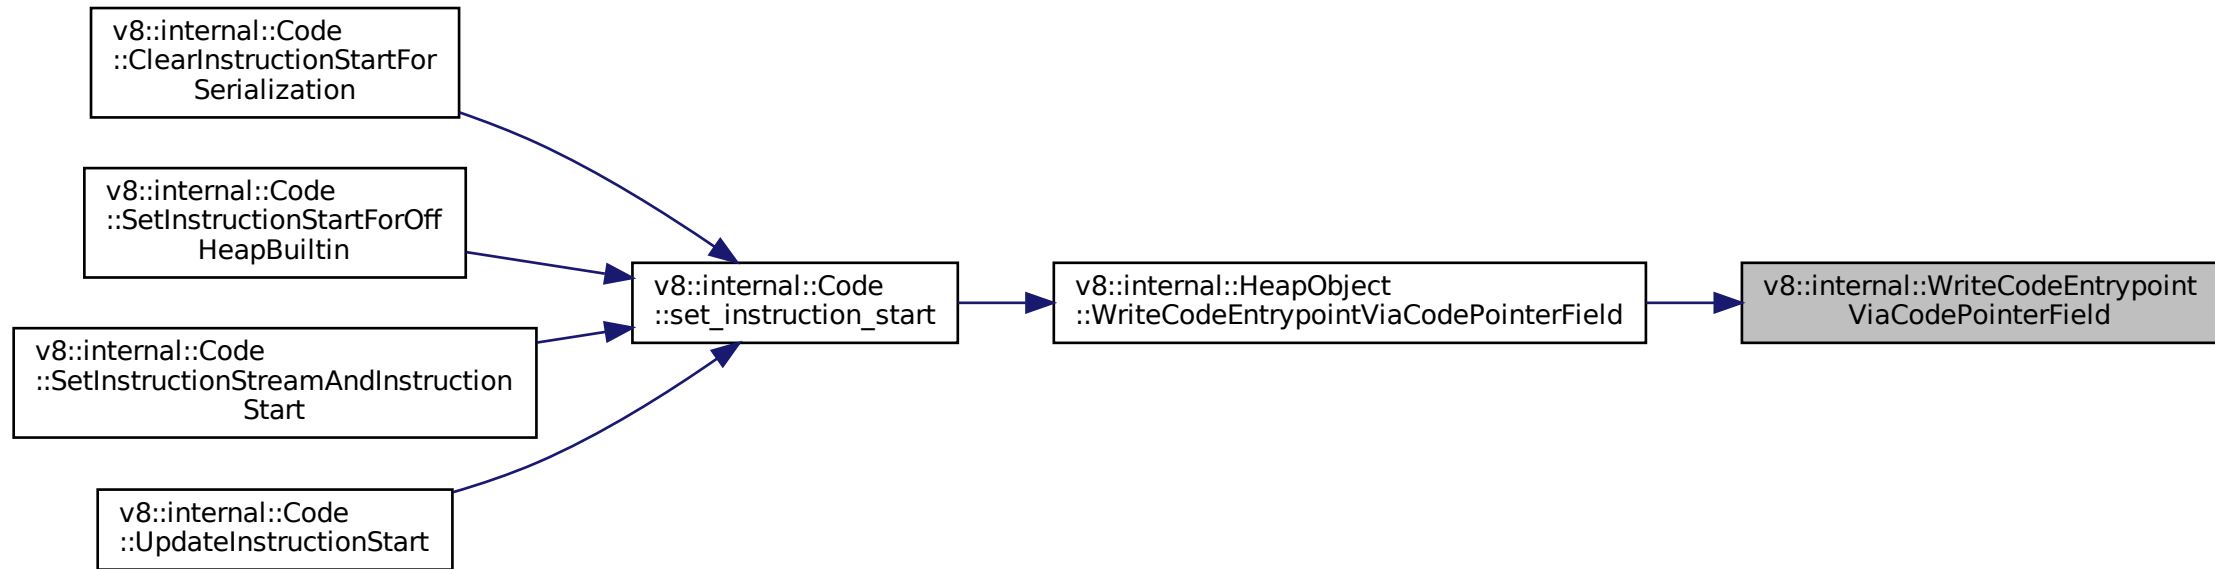 v8::internal::Code
::ClearInstructionStartFor
Serialization
v8::internal::Code
::SetInstructionStartForOff
HeapBuiltin
v8::internal::Code
::SetInstructionStreamAndInstruction
Start
v8::internal::Code
::UpdateInstructionStart
v8::internal::Code
::set_instruction_start
v8::internal::HeapObject
::WriteCodeEntrypointViaCodePointerField
v8::internal::WriteCodeEntrypoint
ViaCodePointerField